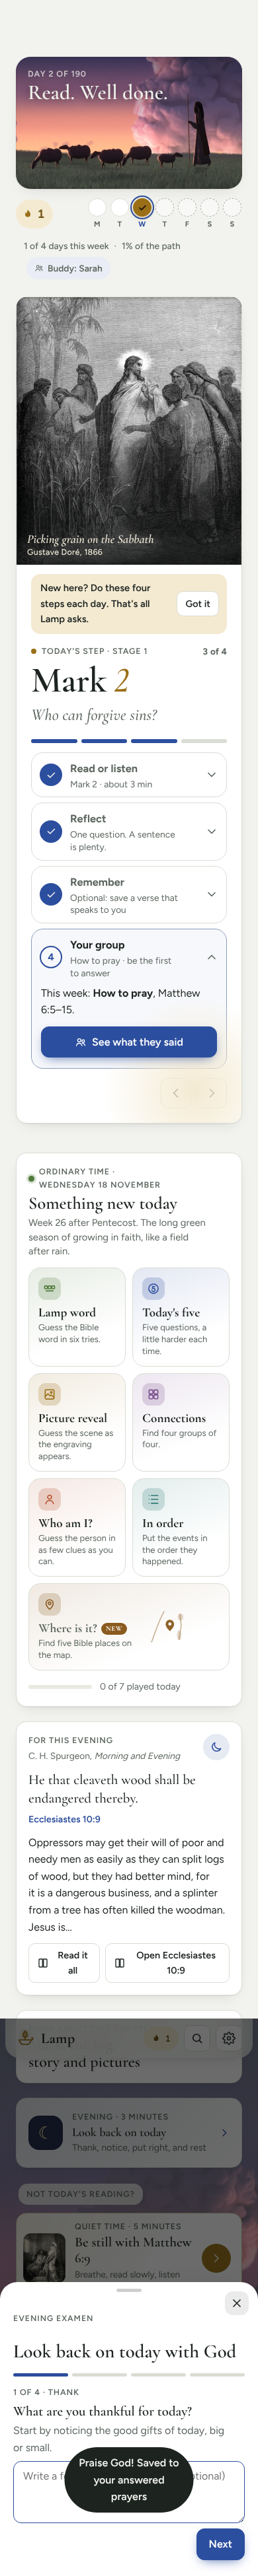 DAY 2 OF 190
Read. Well done.
1
M T W T F S S
1 of 4 days this week · 1% of the path
Buddy: Sarah
Picking grain on the Sabbath
Gustave Doré, 1866
New here? Do these four
steps each day. That's all
Lamp asks.
Got it
TODAY'S STEP · STAGE 1
3 of 4
Mark 2
Who can forgive sins?
Read or listen
Mark 2 · about 3 min
Reflect
One question. A sentence
is plenty.
Remember
Optional: save a verse that
speaks to you
4
Your group
How to pray · be the first
to answer
This week: How to pray, Matthew
6:5–15.
See what they said
ORDINARY TIME ·
WEDNESDAY 18 NOVEMBER
Something new today
Week 26 after Pentecost. The long green
season of growing in faith, like a field
after rain.
Lamp word
Guess the Bible
word in six tries.
Today's five
Five questions, a
little harder each
time.
Picture reveal
Guess the scene as
the engraving
appears.
Connections
Find four groups of
four.
Who am I?
Guess the person in
as few clues as you
can.
In order
Put the events in
the order they
happened.
Where is it? NEW
Find five Bible places on
the map.
0 of 7 played today
FOR THIS EVENING
C. H. Spurgeon, Morning and Evening
He that cleaveth wood shall be
endangered thereby.
Ecclesiastes 10:9
Oppressors may get their will of poor and
needy men as easily as they can split logs
of wood, but they had better mind, for
it is a dangerous business, and a splinter
from a tree has often killed the woodman.
Jesus is…
Read it
all
Open Ecclesiastes
10:9
Lamp
1
story and pictures
EVENING · 3 MINUTES
Look back on today
Thank, notice, put right, and rest
NOT TODAY'S READING?
QUIET TIME · 5 MINUTES
Be still with Matthew
6:9
Breathe, read slowly, listen
EVENING EXAMEN
Look back on today with God
1 OF 4 · THANK
What are you thankful for today?
Start by noticing the good gifts of today, big
or small.
Write a
Praise God! Saved to
your answered
prayers
Next